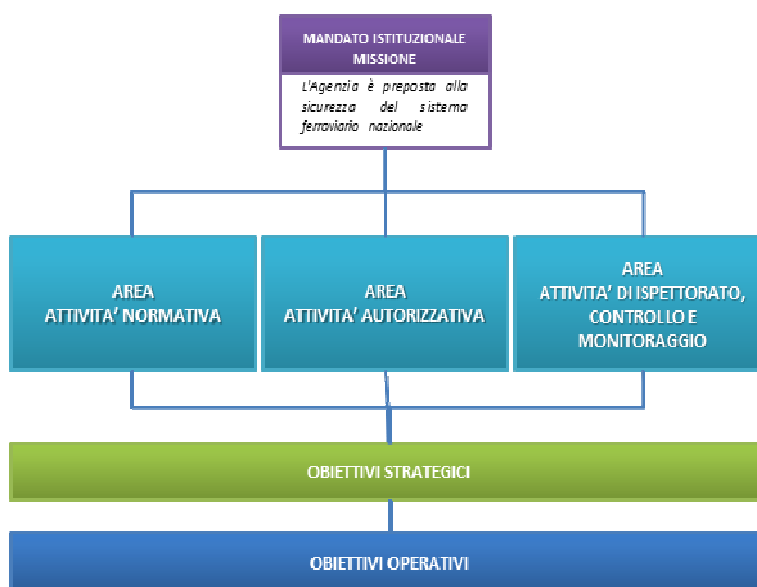 MANDATO ISTITUZIONALE
MISSIONE
L'Agenzia è preposta alla
sicurezza del sistema
ferroviario nazionale
AREA
ATTIVITA' NORMATIVA
AREA
ATTIVITA' AUTORIZZATIVA
AREA
ATTIVITA' DI ISPETTORATO,
CONTROLLO E
MONITORAGGIO
OBIETTIVI STRATEGICI
OBIETTIVI OPERATIVI